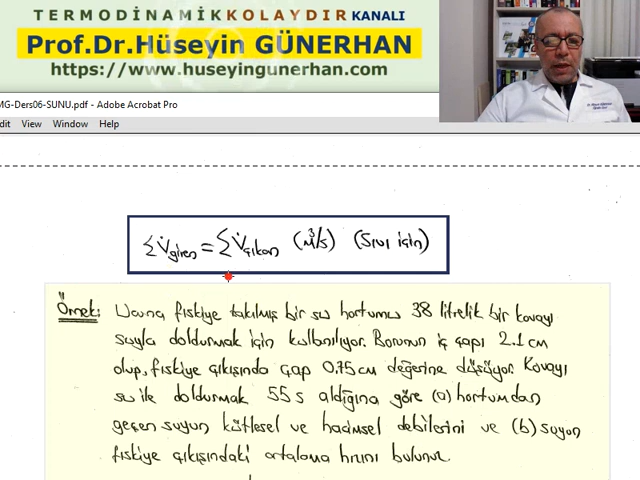 TERMODİNAMİKKOLAYDIR KANALI
Prof.Dr.Hüseyin GÜNERHAN
https://www.huseyingunerhan.com
MG-Ders06-SUNU.pdf - Adobe Acrobat Pro
dit View Window Help
∑V̇giren = ∑V̇çıkan (m³/s) (Sıvı için)
Örnek: Ucuna fıskiye takılmış bir su hortumu 38 litrelik bir kovayı
suyla doldurmak için kullanılıyor. Borunun iç çapı 2.1 cm
olup, fıskiye çıkışında çap 0.75 cm değerine düşüyor. Kovayı
su ile doldurmak 55 s aldığına göre (a) hortumdan
geçen suyun kütlesel ve hacimsel debilerini ve (b) suyun
fıskiye çıkışındaki ortalama hızını bulunuz.